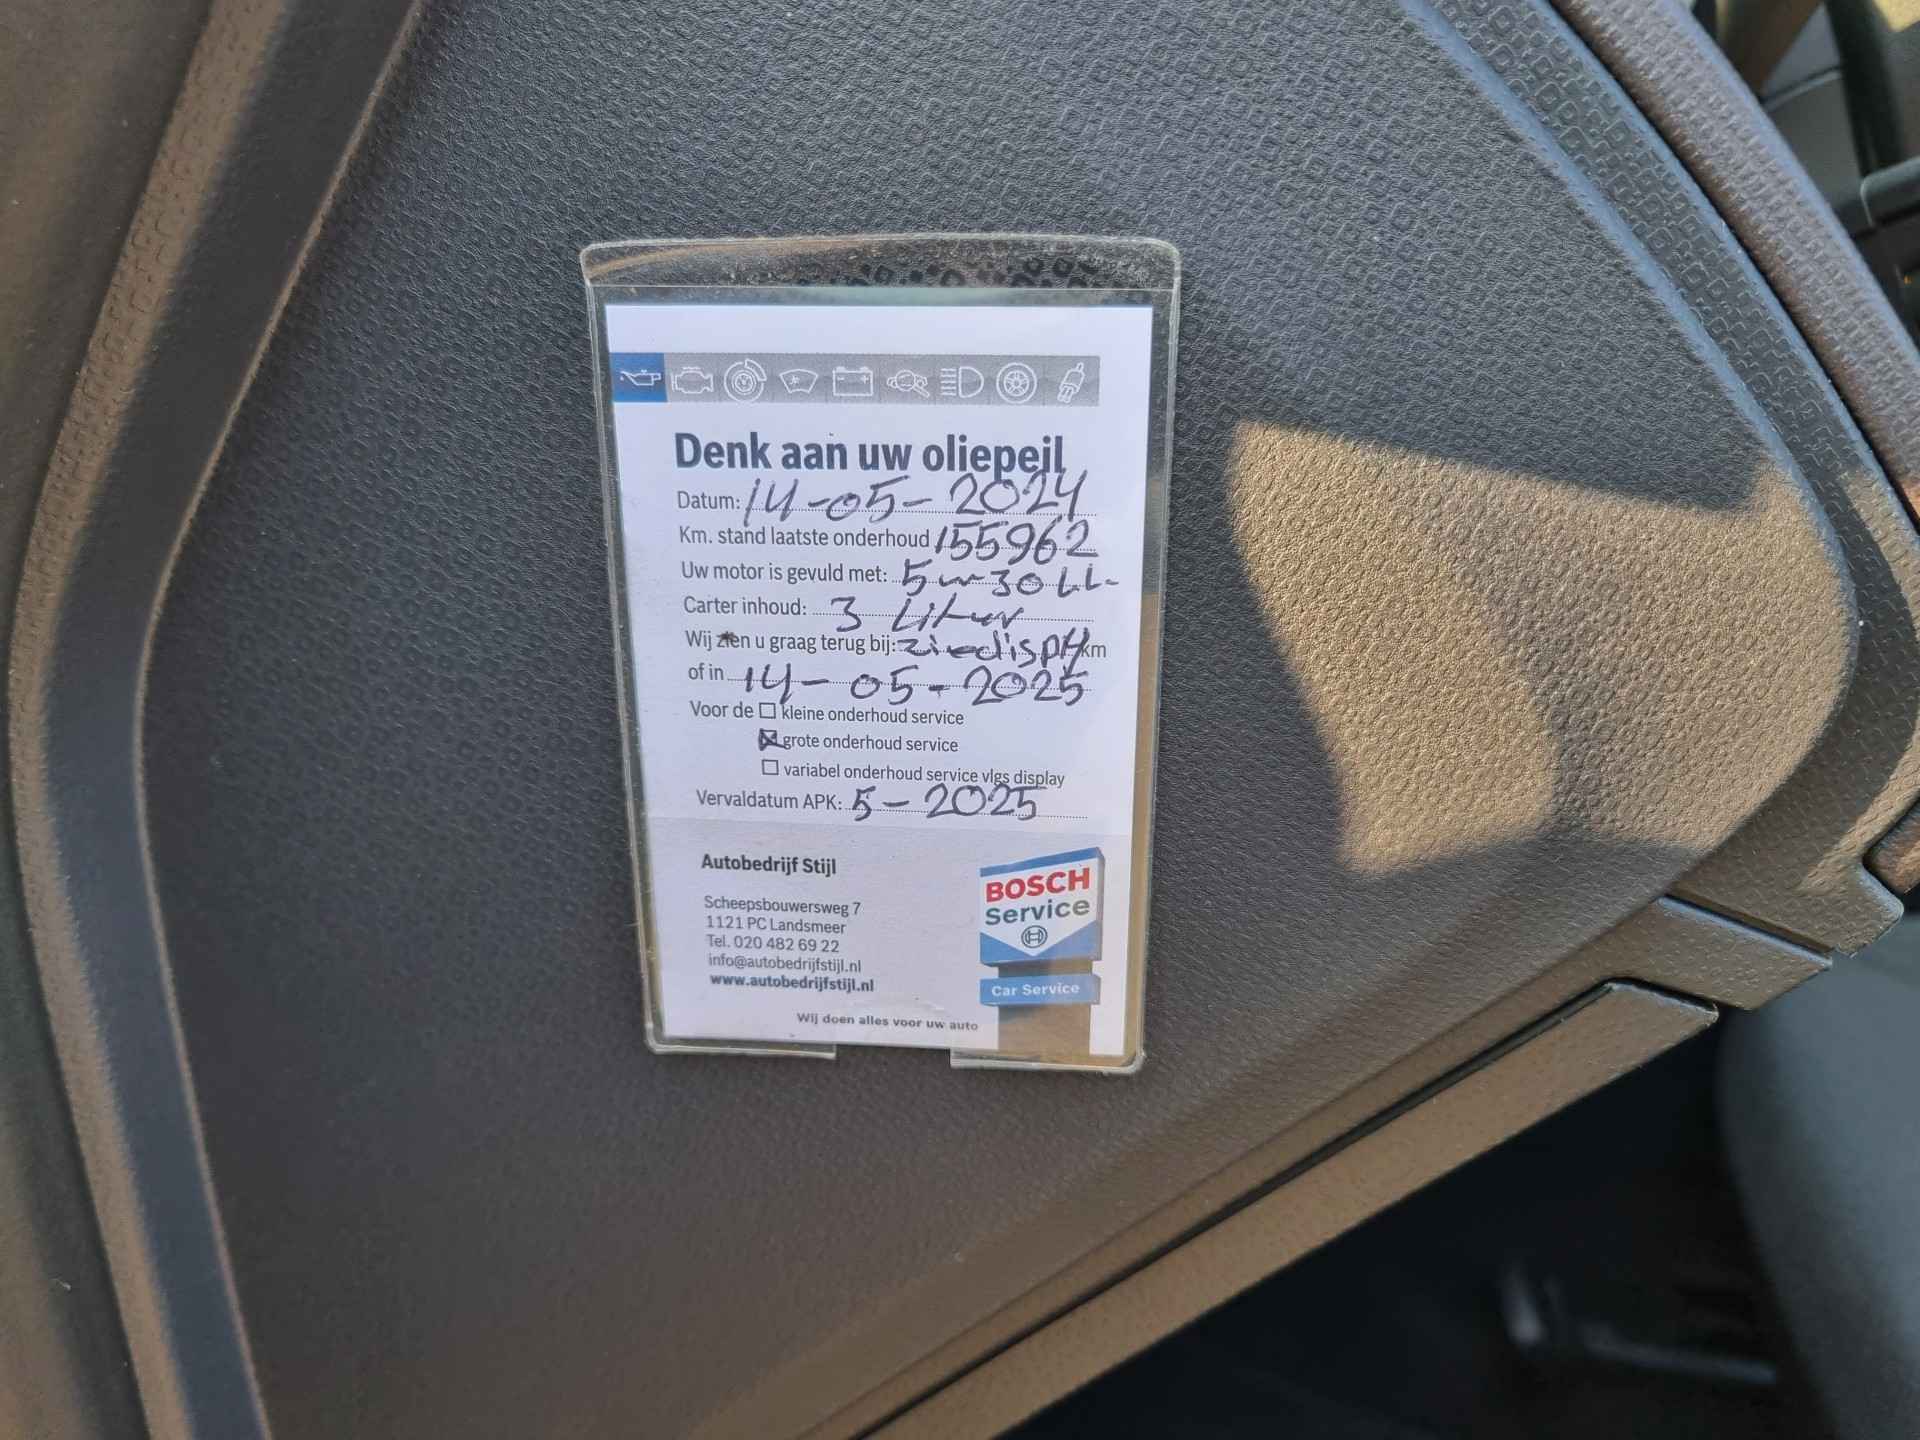 Denk aan uw oliepeil
Datum: 14-05-2024
Km. stand laatste onderhoud 155962
Uw motor is gevuld met: 5w30 LL
Carter inhoud: 3 Liter
Wij zien u graag terug bij: zie display km
of in 14-05-2025
Voor de ☐ kleine onderhoud service
☒ grote onderhoud service
☐ variabel onderhoud service vlgs display
Vervaldatum APK: 5-2025
Autobedrijf Stijl
Scheepsbouwersweg 7
1121 PC Landsmeer
Tel. 020 482 69 22
info@autobedrijfstijl.nl
www.autobedrijfstijl.nl
Wij doen alles voor uw auto
BOSCH
Service
Car Service